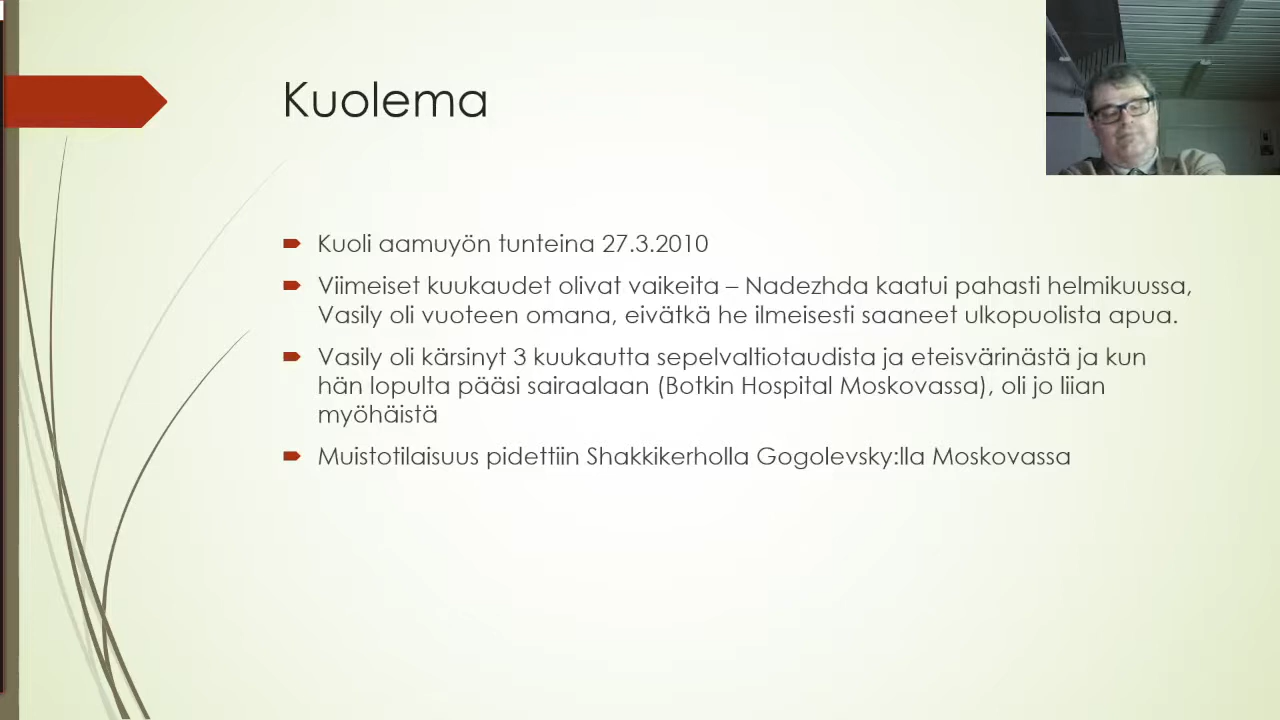 Kuolema
Kuoli aamuyön tunteina 27.3.2010
Viimeiset kuukaudet olivat vaikeita – Nadezhda kaatui pahasti helmikuussa,
Vasily oli vuoteen omana, eivätkä he ilmeisesti saaneet ulkopuolista apua.
Vasily oli kärsinyt 3 kuukautta sepelvaltiotaudista ja eteisvärinästä ja kun
hän lopulta pääsi sairaalaan (Botkin Hospital Moskovassa), oli jo liian
myöhäistä
Muistotilaisuus pidettiin Shakkikerholla Gogolevsky:lla Moskovassa